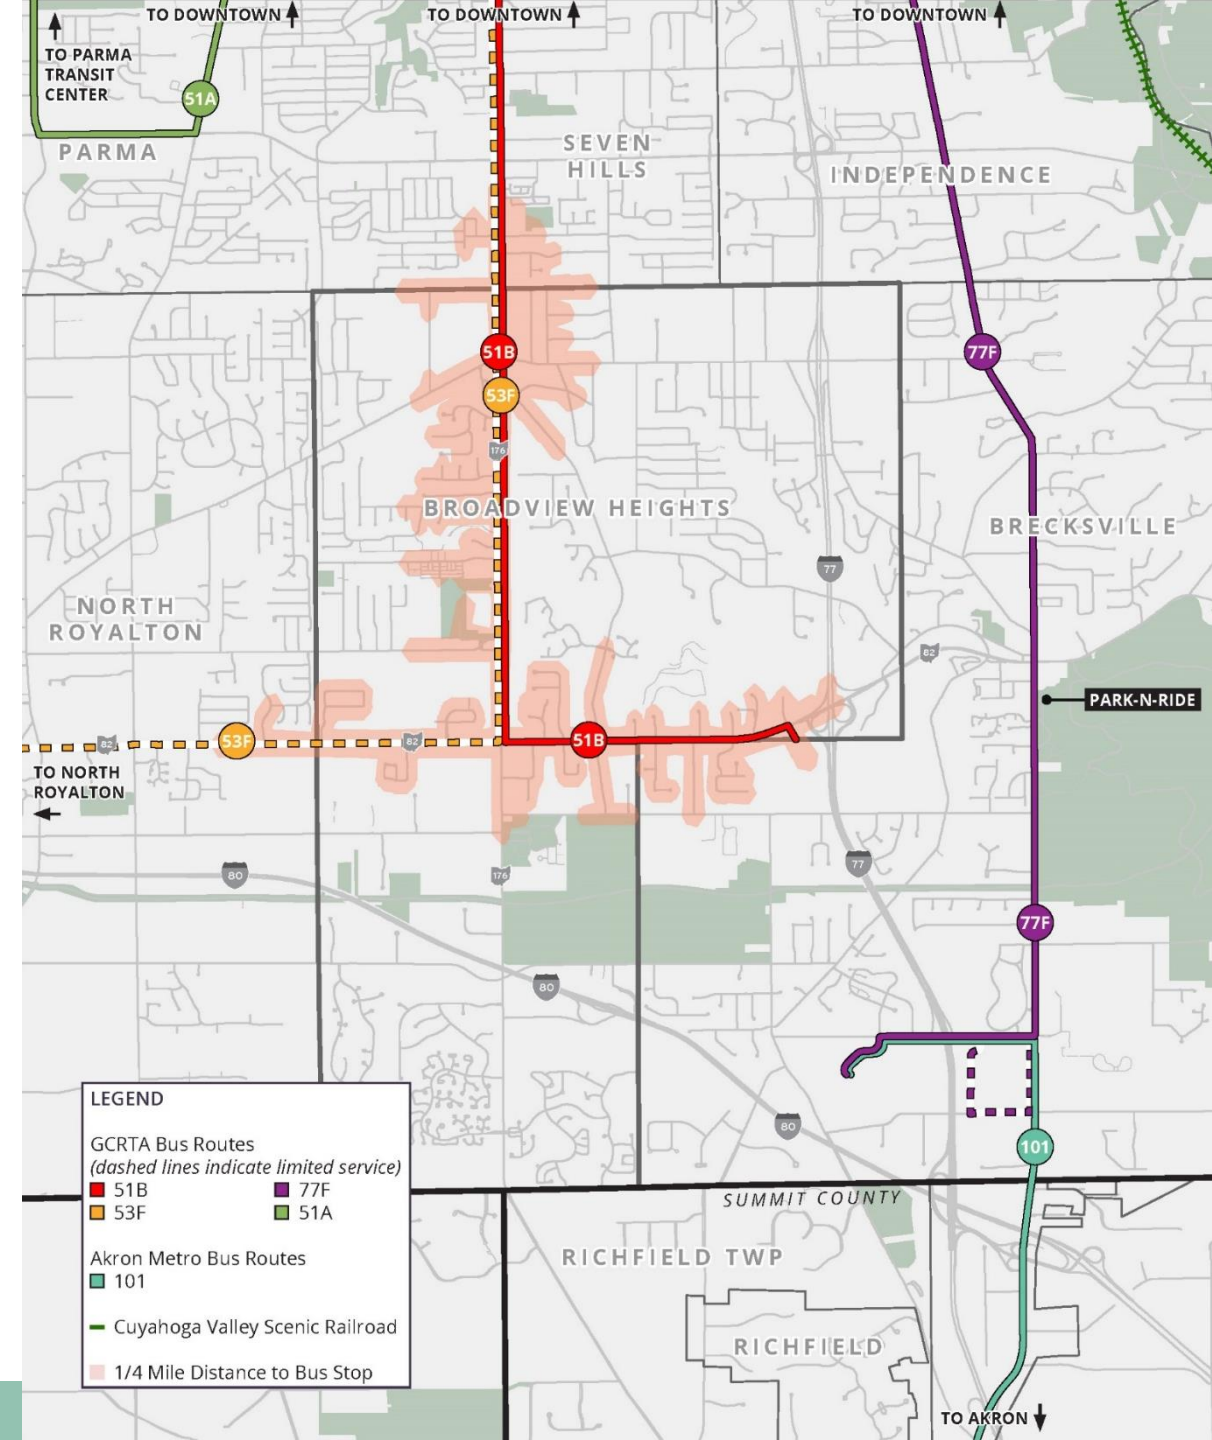 TO DOWNTOWN
TO DOWNTOWN
TO DOWNTOWN
TO PARMA
TRANSIT
CENTER
51A
PARMA
SEVEN
HILLS
INDEPENDENCE
51B
77F
53F
176
BROADVIEW HEIGHTS
BRECKSVILLE
77
NORTH
ROYALTON
82
PARK-N-RIDE
82
53F
82
51B
TO NORTH
ROYALTON
80
176
77
77F
80
80
101
LEGEND
GCRTA Bus Routes
(dashed lines indicate limited service)
51B
77F
53F
51A
Akron Metro Bus Routes
101
Cuyahoga Valley Scenic Railroad
1/4 Mile Distance to Bus Stop
SUMMIT COUNTY
RICHFIELD TWP
RICHFIELD
TO AKRON